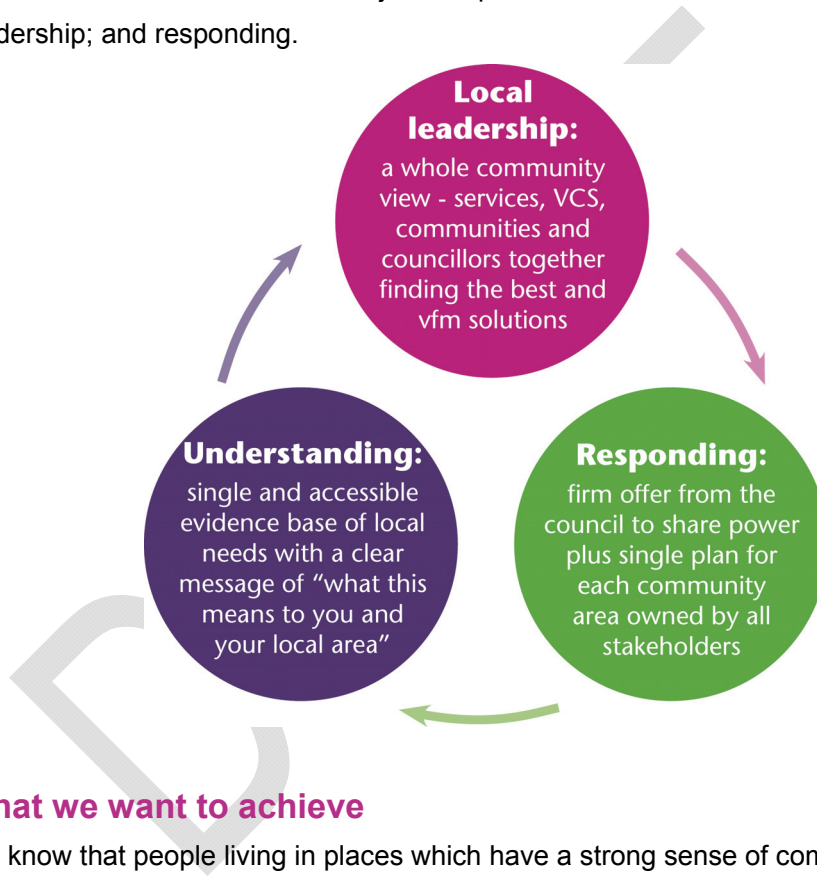 dership; and responding.
Local
leadership:
a whole community
view - services, VCS,
communities and
councillors together
finding the best and
vfm solutions
Understanding:
single and accessible
evidence base of local
needs with a clear
message of “what this
means to you and
your local area”
Responding:
firm offer from the
council to share power
plus single plan for
each community
area owned by all
stakeholders
hat we want to achieve
know that people living in places which have a strong sense of com